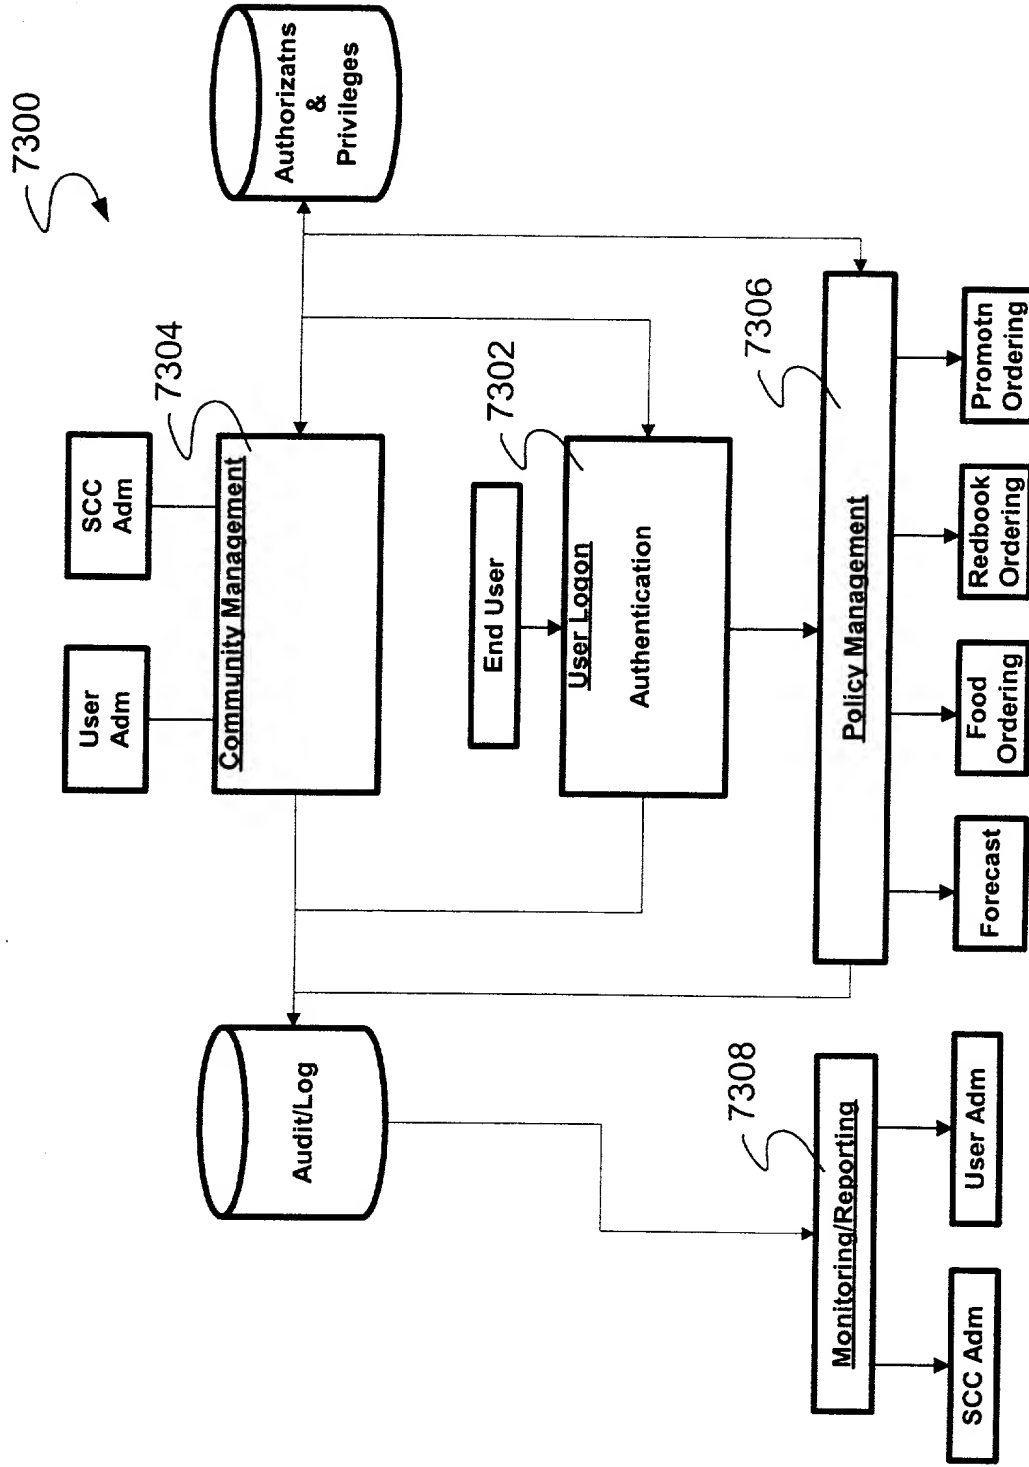 7300
User
Adm
SCC
Adm
7304
Audit/Log
Community Management
Authorizatns
&
Privileges
End User
7302
User Logon
Authentication
7308
7306
Monitoring/Reporting
Policy Management
SCC Adm
User Adm
Forecast
Food
Ordering
Redbook
Ordering
Promotn
Ordering